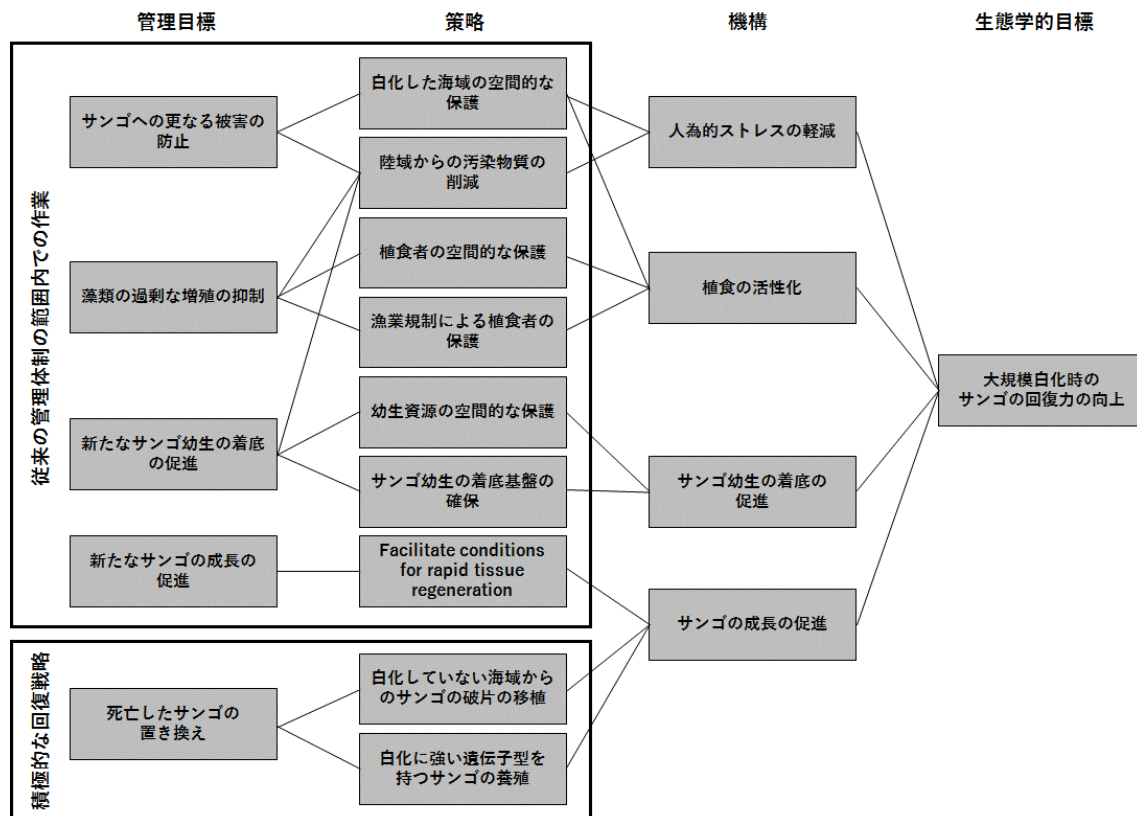 管理目標
策略
機構
生態学的目標
従来の管理体制の範囲内での作業
サンゴへの更なる被害の
防止
藻類の過剰な増殖の抑制
新たなサンゴ幼生の着底
の促進
新たなサンゴの成長の
促進
白化した海域の空間的な
保護
陸域からの汚染物質の
削減
植食者の空間的な保護
漁業規制による植食者の
保護
幼生資源の空間的な保護
サンゴ幼生の着底基盤の
確保
Facilitate conditions
for rapid tissue
regeneration
積極的な回復戦略
死亡したサンゴの
置き換え
白化していない海域から
のサンゴの破片の移植
白化に強い遺伝子型を
持つサンゴの養殖
人為的ストレスの軽減
植食の活性化
サンゴ幼生の着底の
促進
サンゴの成長の促進
大規模白化時の
サンゴの回復力の向上